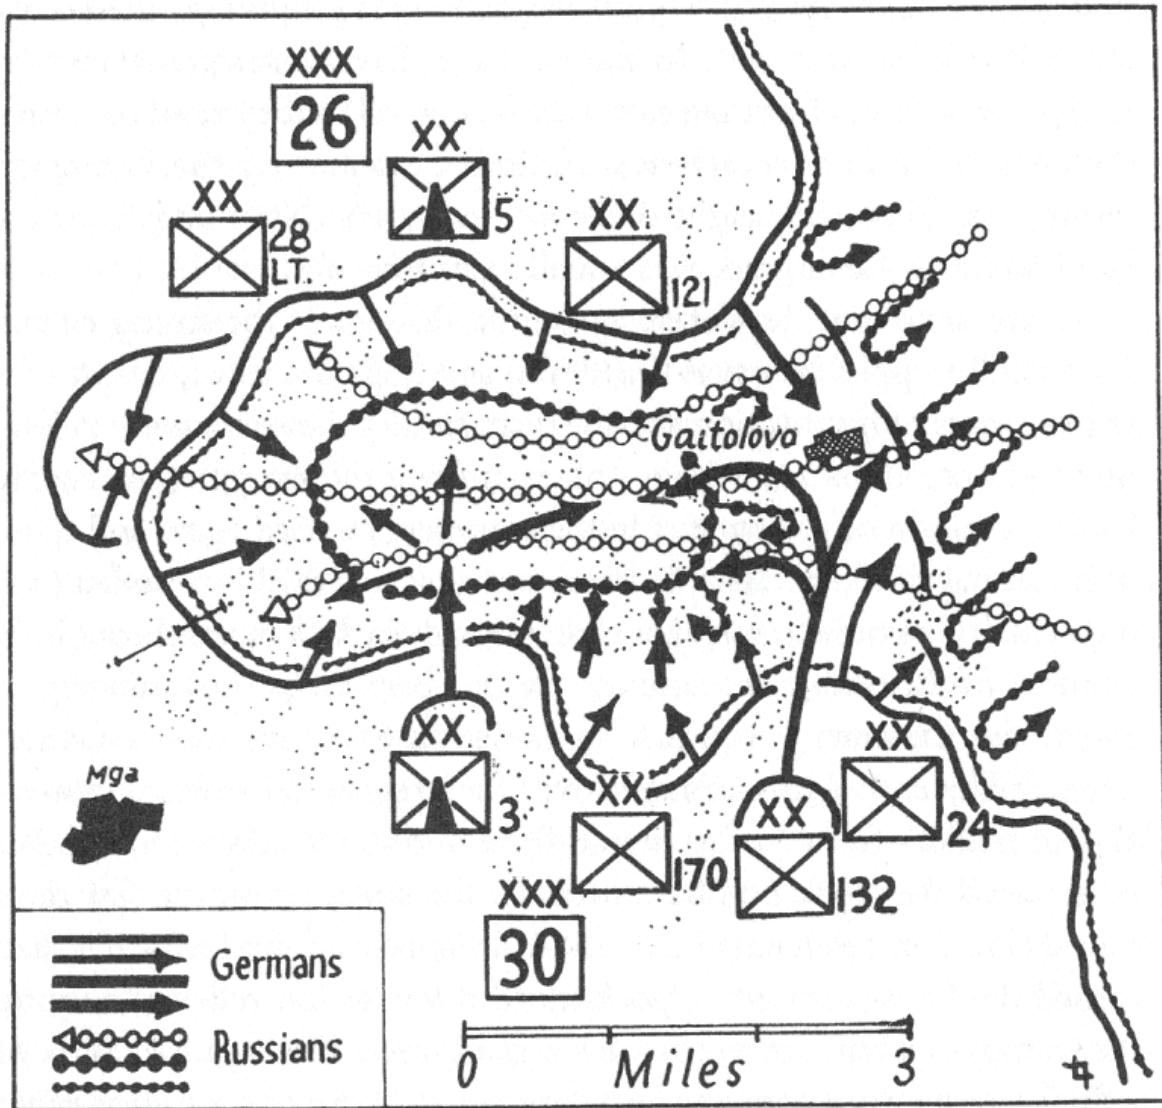 XXX
26
XX
5
XX
28
LT.
XX
121
Gaitolovo
XX
3
Mga
XX
170
XX
132
XX
24
XXX
30
Germans
Russians
0 Miles 3